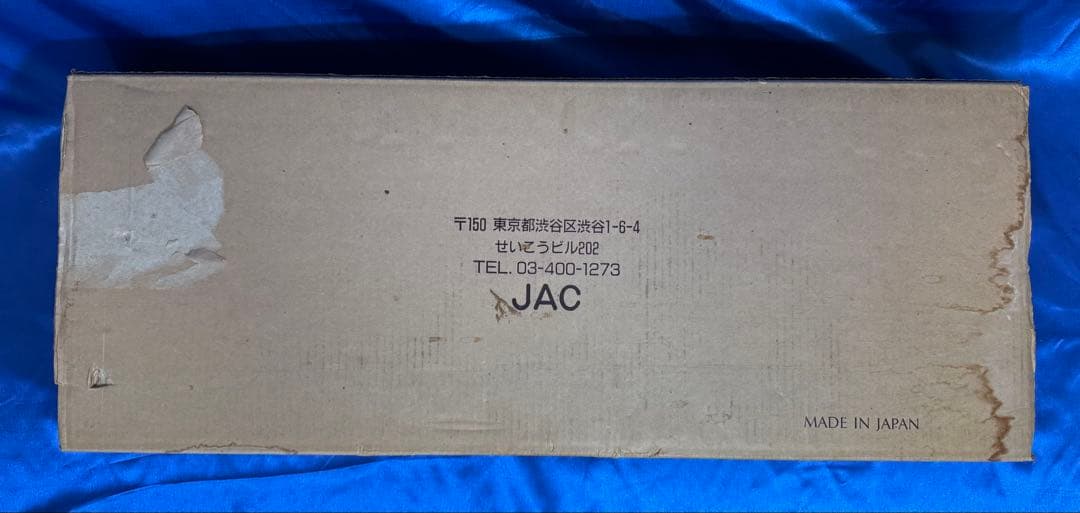 〒150 東京都渋谷区渋谷1-6-4
せいこうビル202
TEL. 03-400-1273
JAC
MADE IN JAPAN